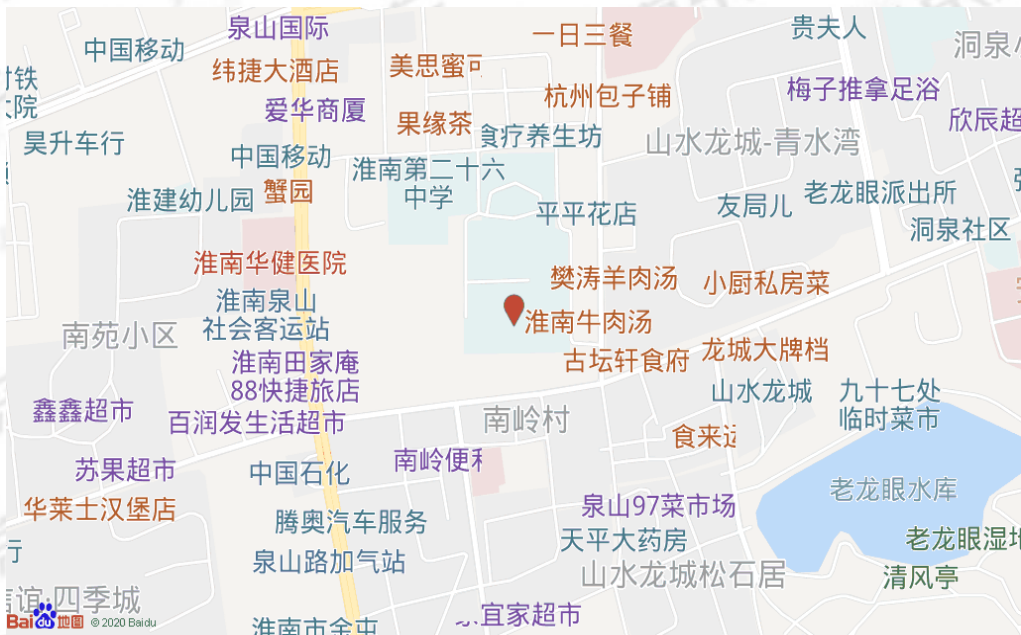 泉山国际
一日三餐
贵夫人
中国移动
洞泉小
美思蜜
纬捷大酒店
杭州包子铺
梅子推拿足浴
爱华商厦
欣辰超
果缘茶
食疗养生坊
昊升车行
山水龙城-青水湾
中国移动
淮南第二十六
中学
淮建幼儿园
蟹园
老龙眼派出所
友局儿
平平花店
洞泉社区
淮南华健医院
樊涛羊肉汤
小厨私房菜
淮南泉山
社会客运站
淮南牛肉汤
南苑小区
古坛轩食府
龙城大牌档
淮南田家庵
88快捷旅店
山水龙城
九十七处
临时菜市
鑫鑫超市
百润发生活超市
南岭村
食来运
南岭便利
苏果超市
中国石化
老龙眼水库
华莱士汉堡店
泉山97菜市场
腾奥汽车服务
天平大药房
老龙眼湿地
行
泉山路加气站
山水龙城松石居
清风亭
信谊·四季城
宜家超市
淮南市金屯
Bai du 地图 © 2020 Baidu